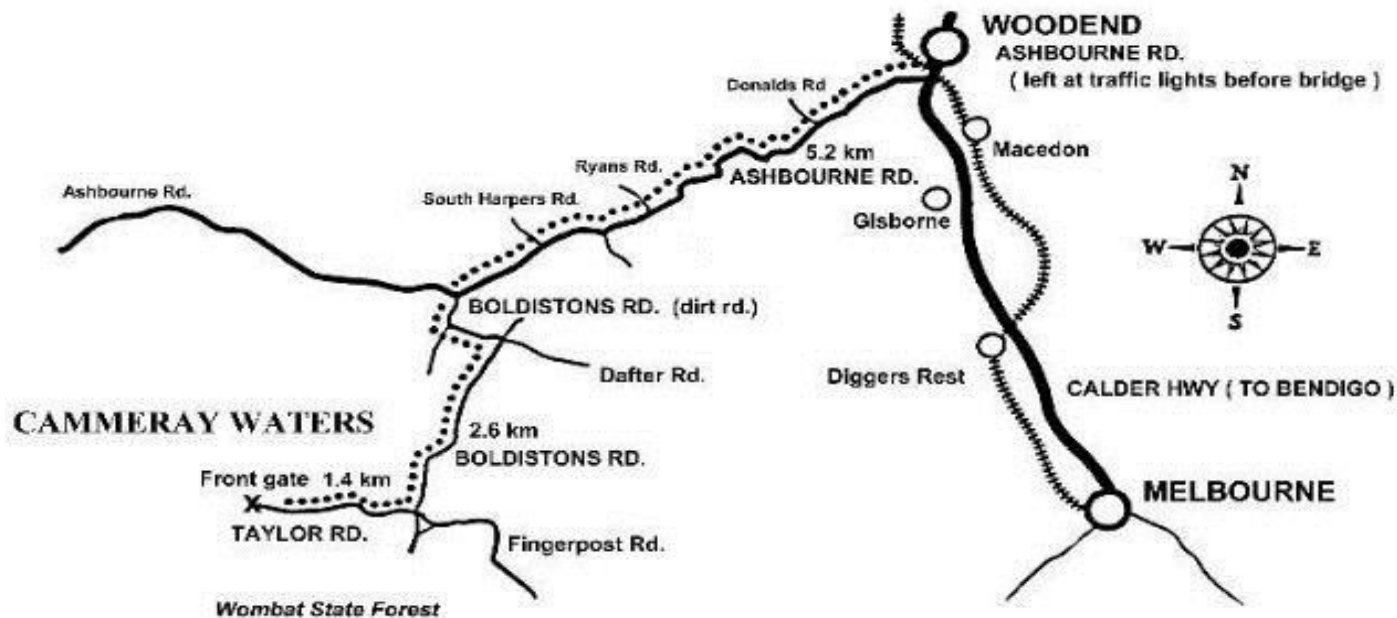 WOODEND
ASHBOURNE RD.
( left at traffic lights before bridge )
Donalds Rd
Macedon
5.2 km
ASHBOURNE RD.
Ryans Rd.
South Harpers Rd.
Ashbourne Rd.
GIsborne
N
W
E
S
BOLDISTONS RD. (dirt rd.)
Dafter Rd.
Diggers Rest
CALDER HWY ( TO BENDIGO )
CAMMERAY WATERS
2.6 km
BOLDISTONS RD.
Front gate 1.4 km
X
TAYLOR RD.
MELBOURNE
Fingerpost Rd.
Wombat State Forest